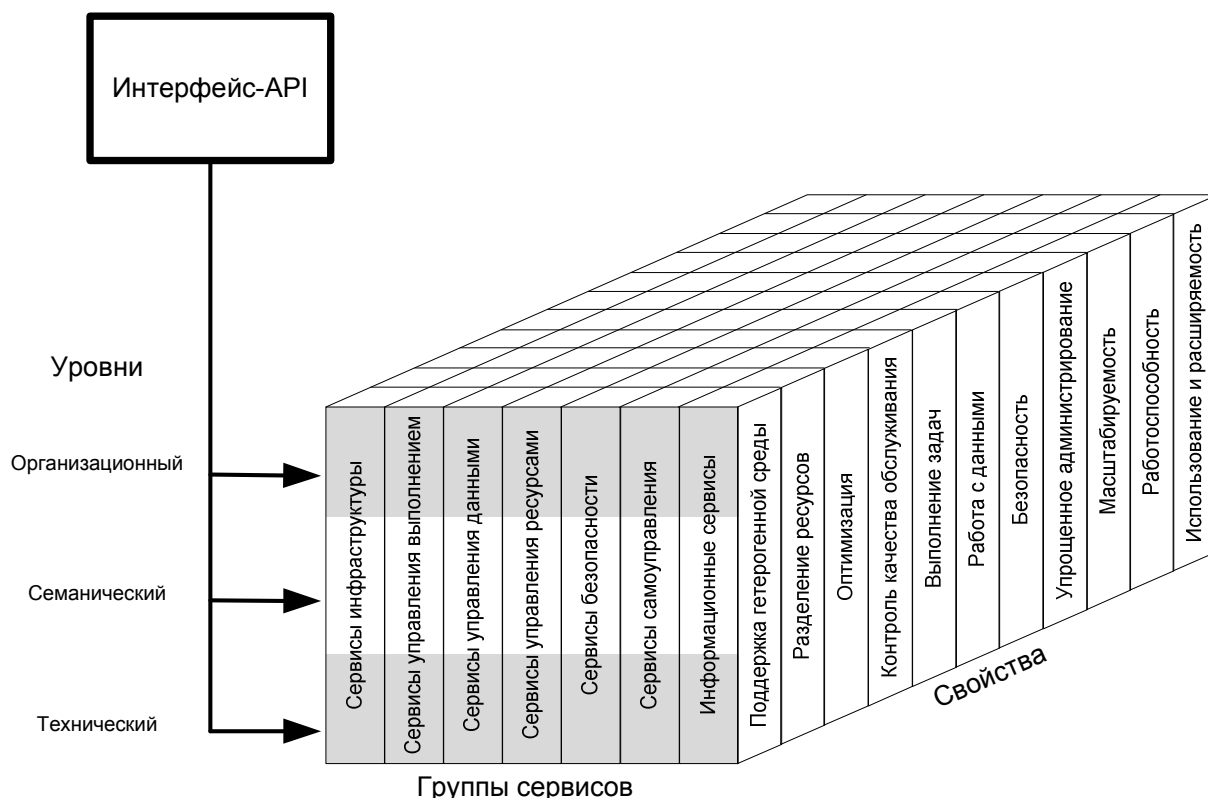 Интерфейс-API
Уровни
Организационный
Семанический
Технический
Сервисы инфраструктуры
Сервисы управления выполнением
Сервисы управления данными
Сервисы управления ресурсами
Сервисы безопасности
Сервисы самоуправления
Информационные сервисы
Поддержка гетерогенной среды
Разделение ресурсов
Оптимизация
Контроль качества обслуживания
Выполнение задач
Работа с данными
Безопасность
Упрощенное администрирование
Масштабируемость
Работоспособность
Использование и расширяемость
Свойства
Группы сервисов